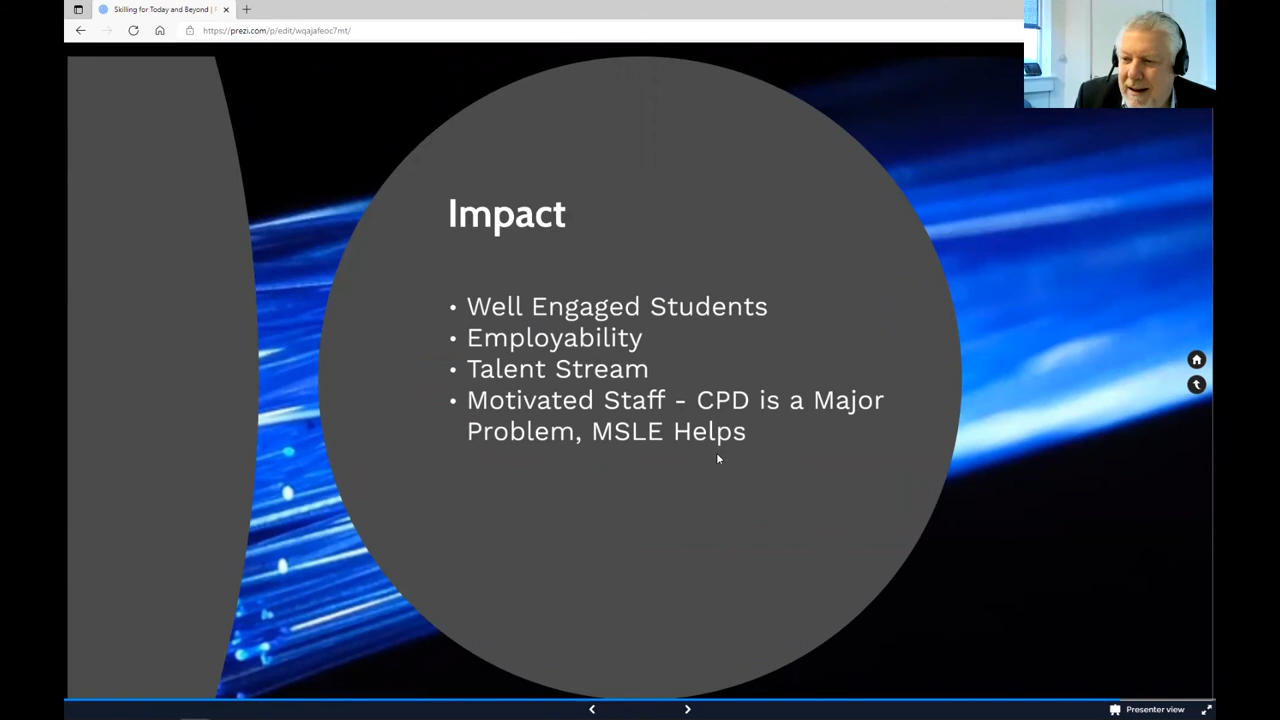 Skilling for Today and Beyond |
https://prezi.com/p/edit/wqajafeoc7mt/
Impact
• Well Engaged Students
• Employability
• Talent Stream
• Motivated Staff - CPD is a Major
Problem, MSLE Helps
Presenter view